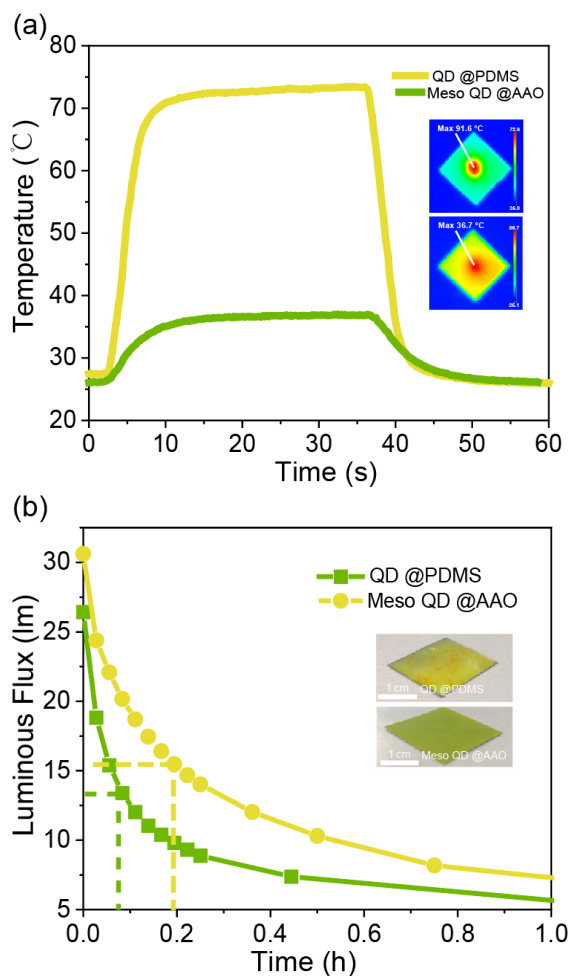 (a)
80
70
60
50
40
30
20
Temperature (℃)
0 10 20 30 40 50 60
Time (s)
QD @PDMS
Meso QD @AAO
Max 91.6 °C
Max 36.7 °C
36.7
(b)
30
25
20
15
10
5
Luminous Flux (lm)
0.0 0.2 0.4 0.6 0.8 1.0
Time (h)
QD @PDMS
Meso QD @AAO
1 cm QD @PDMS
1 cm Meso QD @AAO